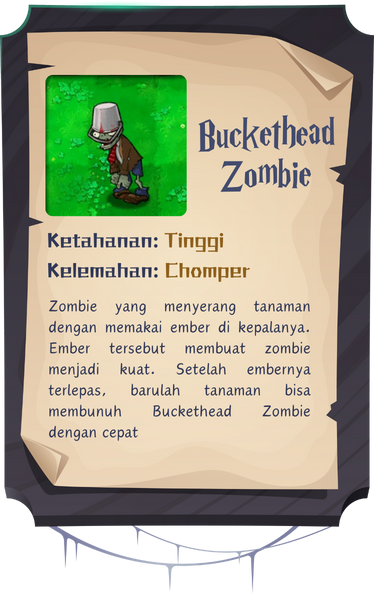 Buckethead
Zombie
Ketahanan: Tinggi
Kelemahan: Chomper
Zombie yang menyerang tanaman
dengan memakai ember di kepalanya.
Ember tersebut membuat zombie
menjadi kuat. Setelah embernya
terlepas, barulah tanaman bisa
membunuh Buckethead Zombie
dengan cepat